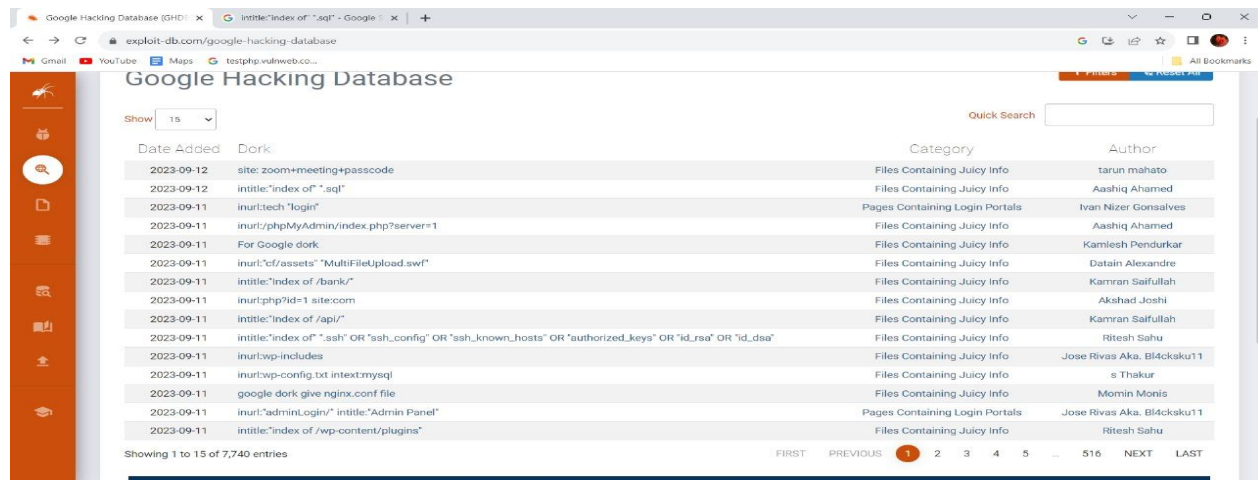 Google Hacking Database (GHD
intitle:"index of" ".sql" - Google S
exploit-db.com/google-hacking-database
Gmail YouTube Maps testphp.vulnweb.co... All Bookmarks
Google Hacking Database
Filters Reset All
Show 15 Quick Search
Date Added Dork Category Author
2023-09-12 site: zoom+meeting+passcode Files Containing Juicy Info tarun mahato
2023-09-12 intitle:"index of" ".sql" Files Containing Juicy Info Aashiq Ahamed
2023-09-11 inurl:tech "login" Pages Containing Login Portals Ivan Nizer Gonsalves
2023-09-11 inurl:/phpMyAdmin/index.php?server=1 Files Containing Juicy Info Aashiq Ahamed
2023-09-11 For Google dork Files Containing Juicy Info Kamlesh Pendurkar
2023-09-11 inurl:"cf/assets" "MultiFileUpload.swf" Files Containing Juicy Info Datain Alexandre
2023-09-11 intitle:"Index of /bank/" Files Containing Juicy Info Kamran Saifullah
2023-09-11 inurl:php?id=1 site:com Files Containing Juicy Info Akshad Joshi
2023-09-11 intitle:"Index of /api/" Files Containing Juicy Info Kamran Saifullah
2023-09-11 intitle:"index of" ".ssh" OR "ssh_config" OR "ssh_known_hosts" OR "authorized_keys" OR "id_rsa" OR "id_dsa" Files Containing Juicy Info Ritesh Sahu
2023-09-11 inurl:wp-includes Files Containing Juicy Info Jose Rivas Aka. Bl4cksku11
2023-09-11 inurl:wp-config.txt intext:mysql Files Containing Juicy Info s Thakur
2023-09-11 google dork give nginx.conf file Files Containing Juicy Info Momin Monis
2023-09-11 inurl:"adminLogin/" intitle:"Admin Panel" Pages Containing Login Portals Jose Rivas Aka. Bl4cksku11
2023-09-11 intitle:"index of /wp-content/plugins" Files Containing Juicy Info Ritesh Sahu
Showing 1 to 15 of 7,740 entries FIRST PREVIOUS 1 2 3 4 5 ... 516 NEXT LAST